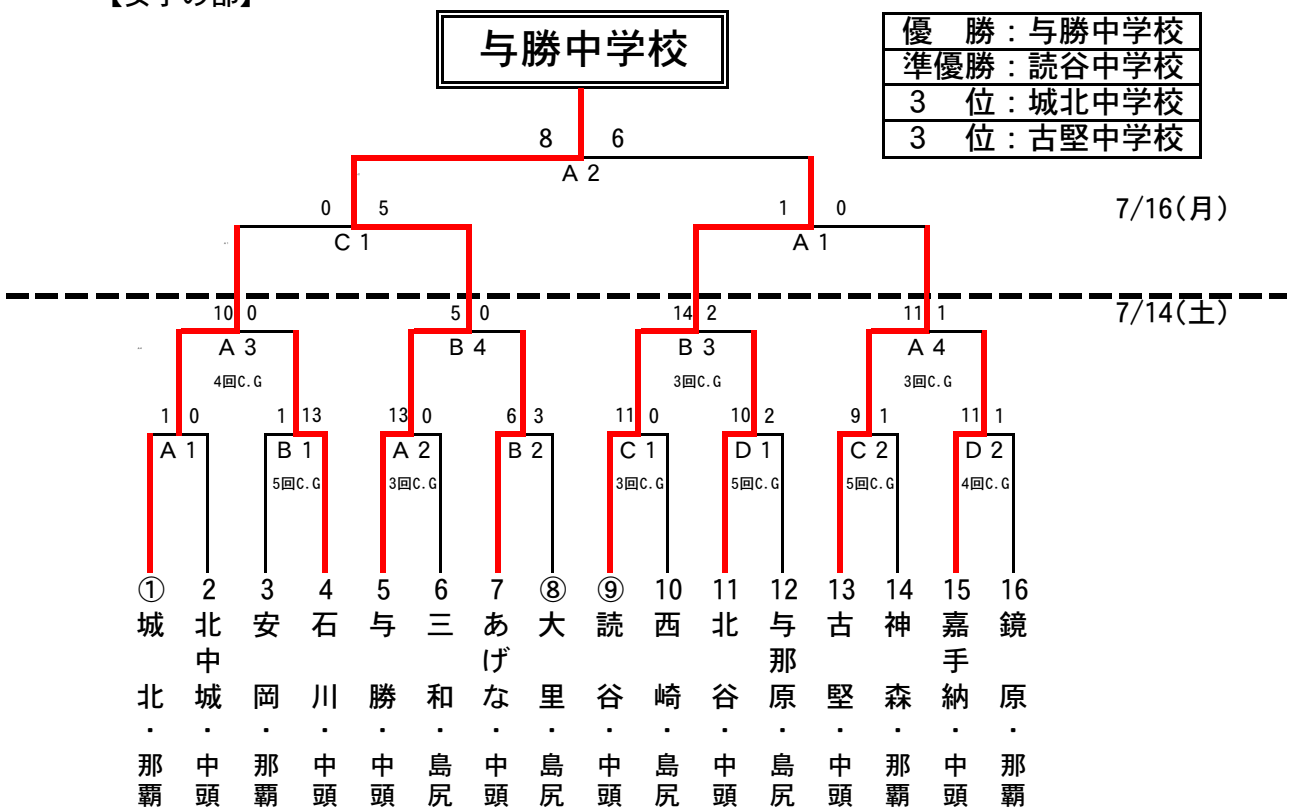 【女子の部】
与勝中学校
優　勝：与勝中学校
準優勝：読谷中学校
3　位：城北中学校
3　位：古堅中学校
8 6
A 2
7/16(月)
0 5
C 1
1 0
A 1
7/14(土)
10 0
A 3
4回C.G
5 0
B 4
14 2
B 3
3回C.G
11 1
A 4
3回C.G
1 0
A 1
1 13
B 1
5回C.G
13 0
A 2
3回C.G
6 3
B 2
11 0
C 1
3回C.G
10 2
D 1
5回C.G
9 1
C 2
5回C.G
11 1
D 2
4回C.G
① 城北・那覇
2 北中城・中頭
3 安岡・那覇
4 石川・中頭
5 与勝・中頭
6 三和・島尻
7 あげな・中頭
⑧ 大里・島尻
⑨ 読谷・中頭
10 西崎・島尻
11 北谷・中頭
12 与那原・島尻
13 古堅・中頭
14 神森・那覇
15 嘉手納・中頭
16 鏡原・那覇